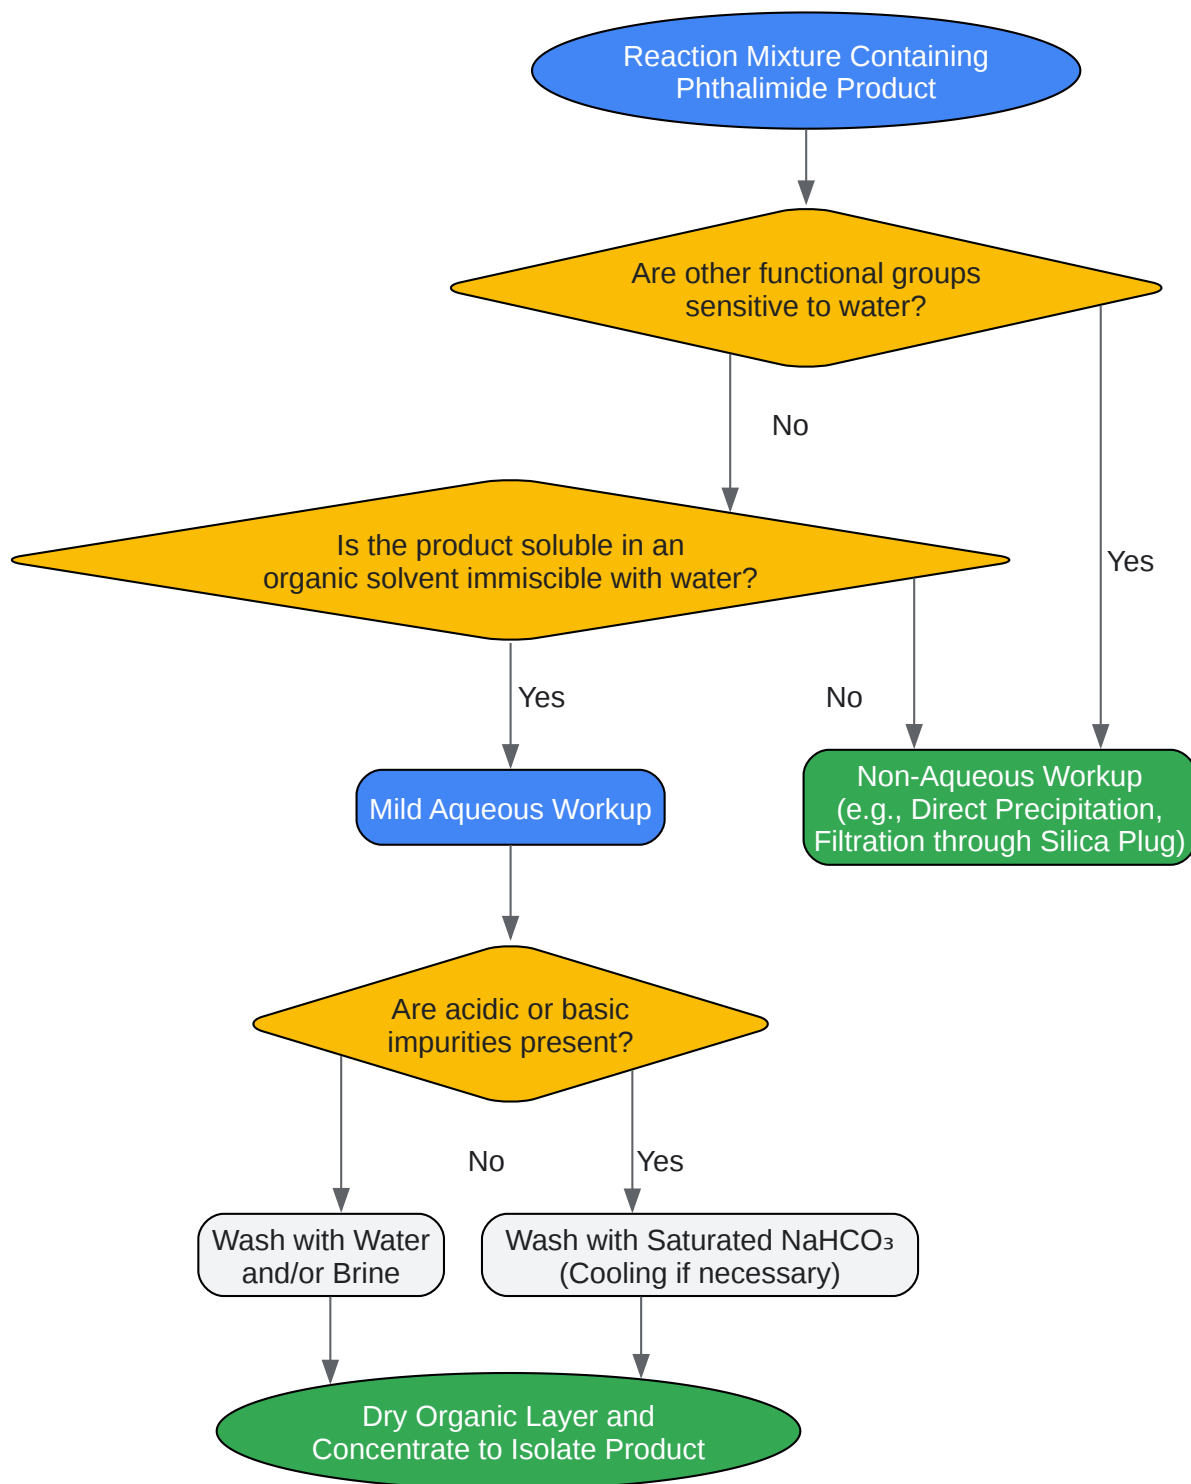 Reaction Mixture Containing
Phthalimide Product
Are other functional groups
sensitive to water?
No
Yes
Is the product soluble in an
organic solvent immiscible with water?
Yes
No
Mild Aqueous Workup
Non-Aqueous Workup
(e.g., Direct Precipitation,
Filtration through Silica Plug)
Are acidic or basic
impurities present?
No
Yes
Wash with Water
and/or Brine
Wash with Saturated NaHCO₃
(Cooling if necessary)
Dry Organic Layer and
Concentrate to Isolate Product